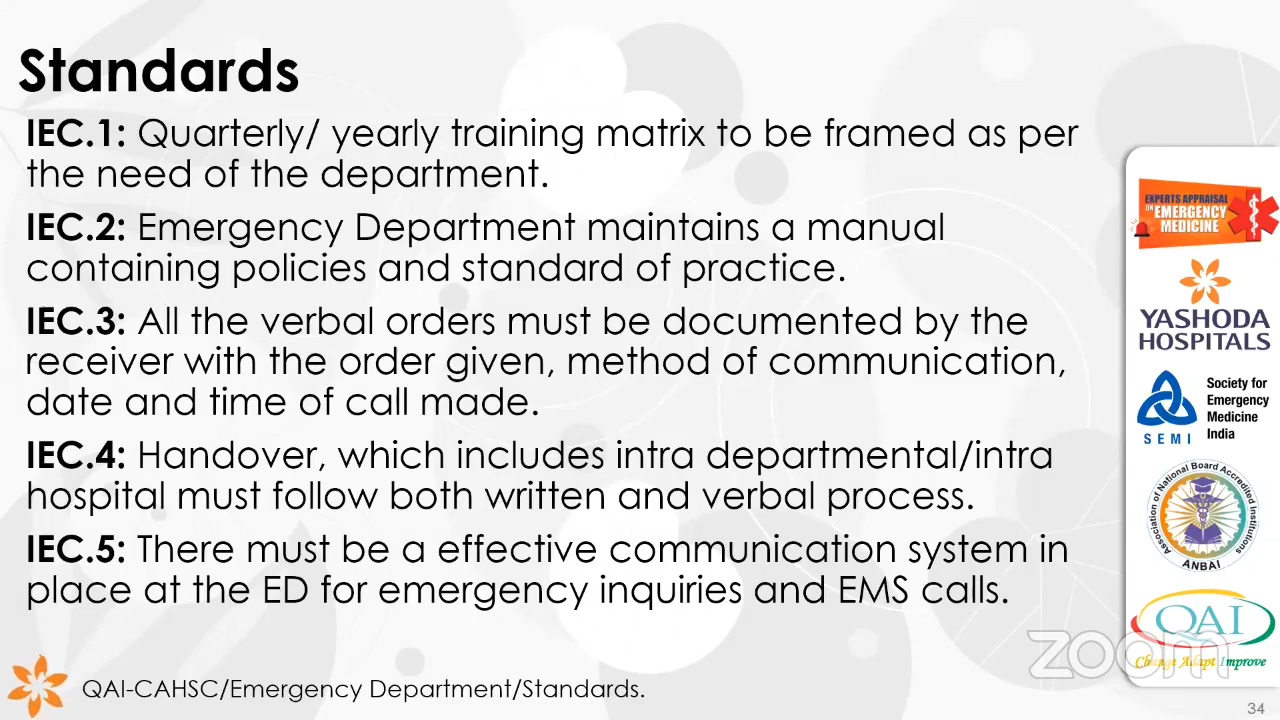 Standards
IEC.1: Quarterly/ yearly training matrix to be framed as per
the need of the department.
IEC.2: Emergency Department maintains a manual
containing policies and standard of practice.
IEC.3: All the verbal orders must be documented by the
receiver with the order given, method of communication,
date and time of call made.
IEC.4: Handover, which includes intra departmental/intra
hospital must follow both written and verbal process.
IEC.5: There must be a effective communication system in
place at the ED for emergency inquiries and EMS calls.
QAI-CAHSC/Emergency Department/Standards.
EXPERTS APPRAISAL
ON EMERGENCY
MEDICINE
YASHODA
HOSPITALS
Society for
Emergency
Medicine
India
SEMI
Association of National Board Accredited Institutions
ANBAI
QAI
Change Adapt Improve
zoom
34